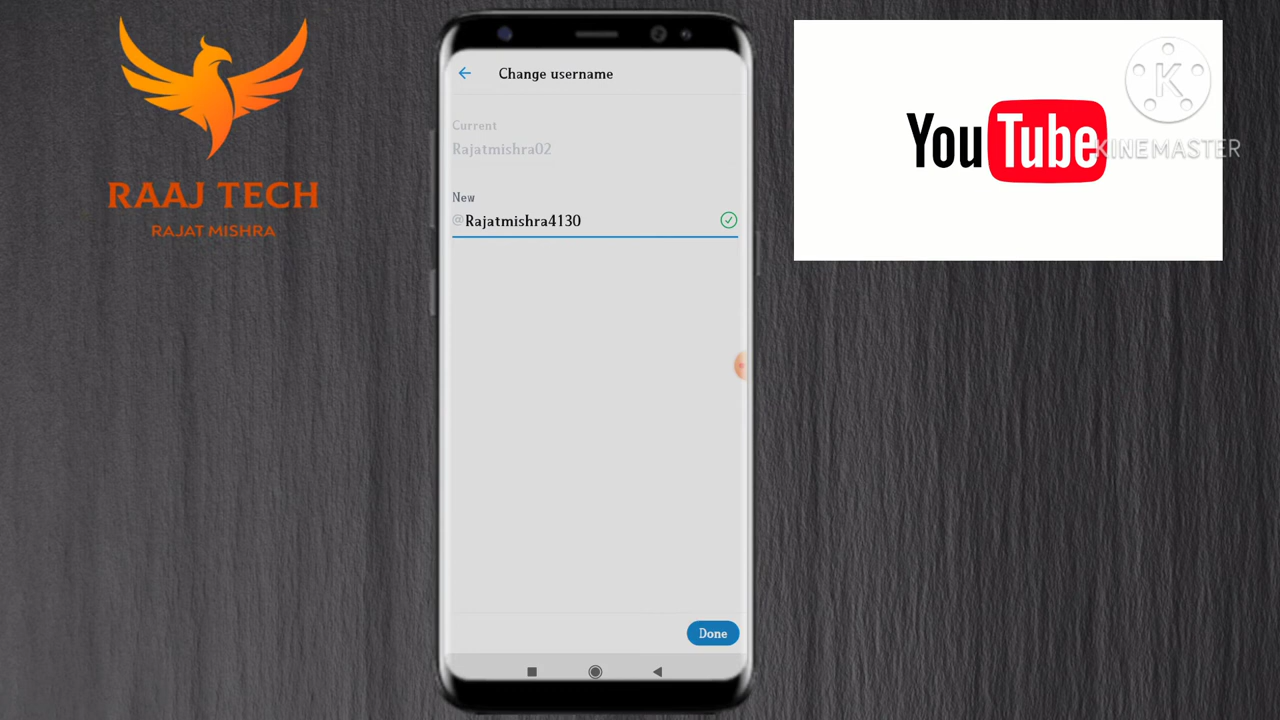 RAAJ TECH
RAJAT MISHRA
Change username
Current
Rajatmishra02
New
@Rajatmishra4130
Done
YouTube
K
KINEMASTER